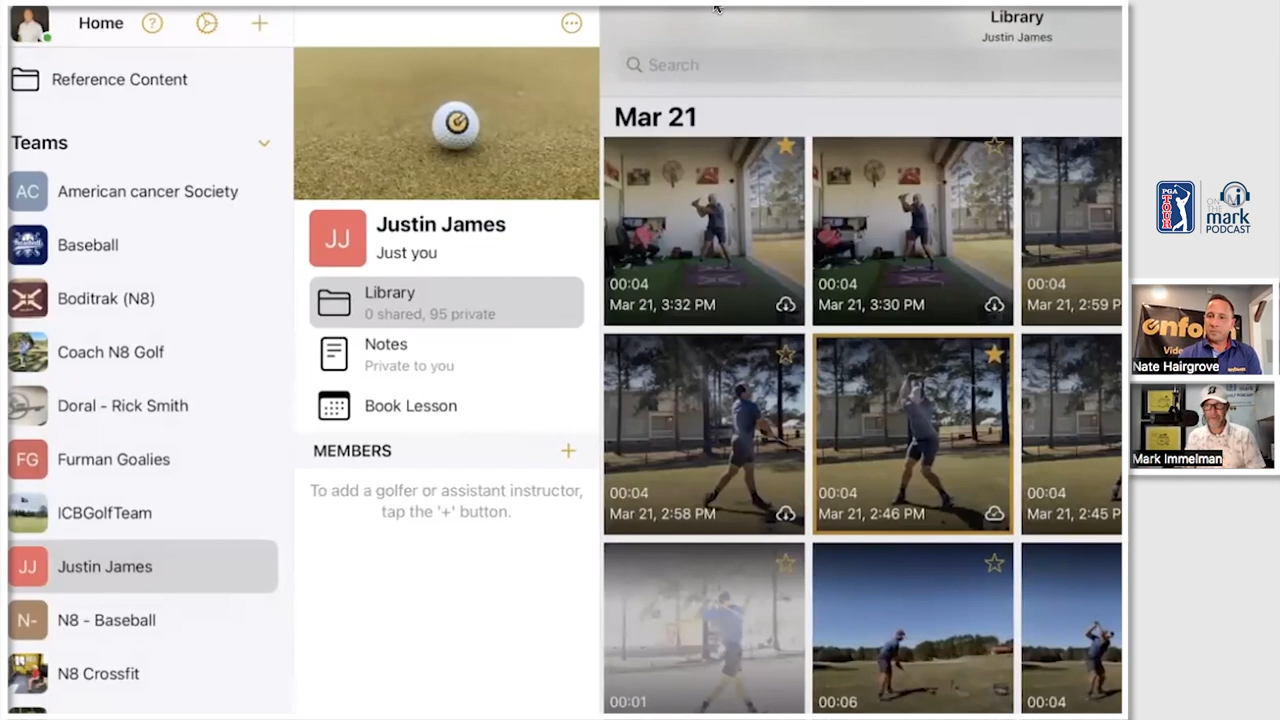 Home
?
Reference Content
Teams
AC
American cancer Society
Baseball
Boditrak (N8)
Coach N8 Golf
Doral - Rick Smith
FG
Furman Goalies
ICBGolfTeam
JJ
Justin James
N-
N8 - Baseball
N8 Crossfit
JJ
Justin James
Just you
Library
0 shared, 95 private
Notes
Private to you
Book Lesson
MEMBERS
To add a golfer or assistant instructor,
tap the '+' button.
Library
Justin James
Search
Mar 21
00:04
Mar 21, 3:32 PM
00:04
Mar 21, 3:30 PM
00:04
Mar 21, 2:59 P
00:04
Mar 21, 2:58 PM
00:04
Mar 21, 2:46 PM
00:04
Mar 21, 2:45 P
00:01
00:06
00:04
PGA
TOUR
ON
THE
mark
PODCAST
onfor
Vide
Nate Hairgrove
Mark Immelman